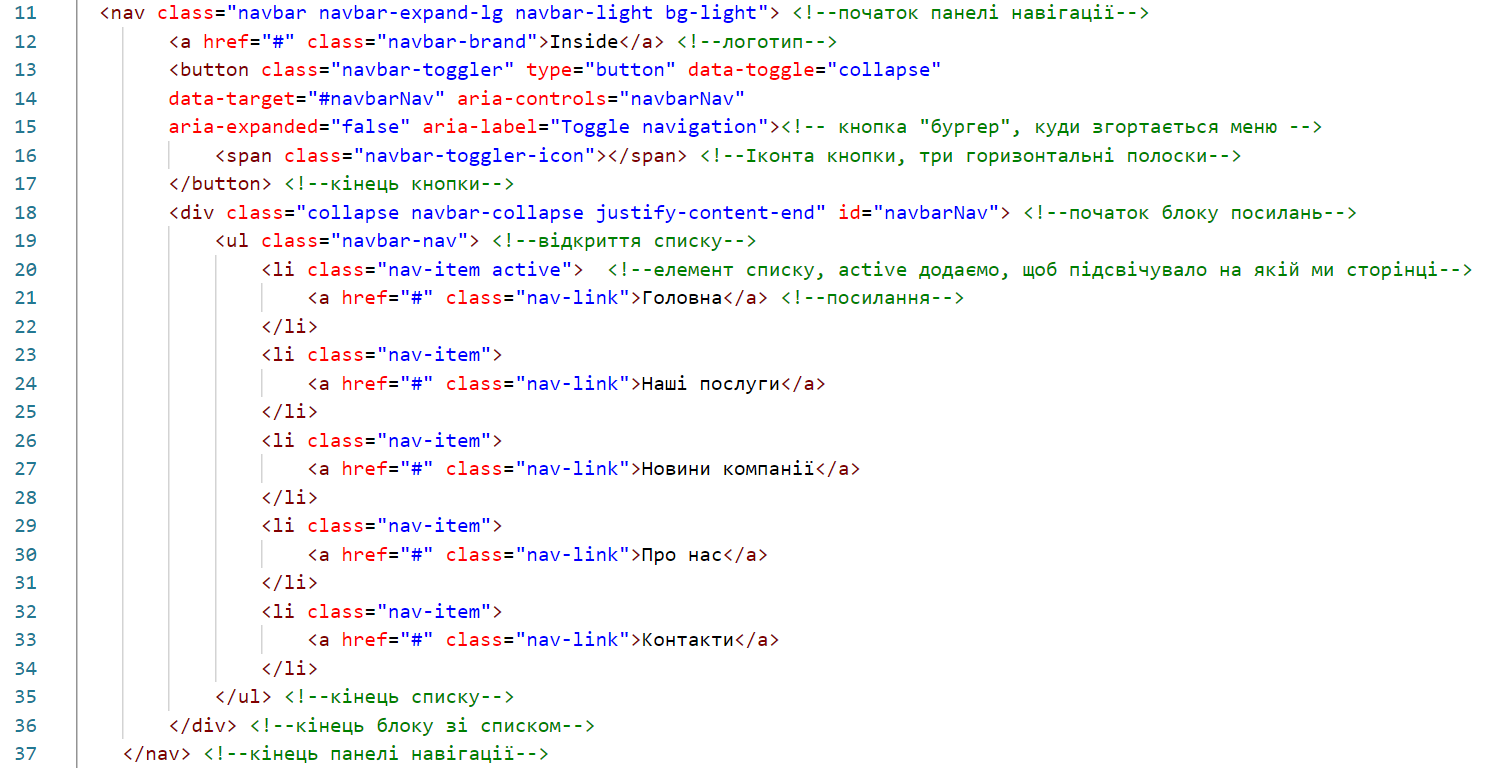 11 <nav class="navbar navbar-expand-lg navbar-light bg-light"> <!--початок панелі навігації-->
12 <a href="#" class="navbar-brand">Inside</a> <!--логотип-->
13 <button class="navbar-toggler" type="button" data-toggle="collapse"
14 data-target="#navbarNav" aria-controls="navbarNav"
15 aria-expanded="false" aria-label="Toggle navigation"><!-- кнопка "бургер", куди згортається меню -->
16 <span class="navbar-toggler-icon"></span> <!--Іконта кнопки, три горизонтальні полоски-->
17 </button> <!--кінець кнопки-->
18 <div class="collapse navbar-collapse justify-content-end" id="navbarNav"> <!--початок блоку посилань-->
19 <ul class="navbar-nav"> <!--відкриття списку-->
20 <li class="nav-item active">  <!--елемент списку, active додаємо, щоб підсвічувало на якій ми сторінці-->
21 <a href="#" class="nav-link">Головна</a> <!--посилання-->
22 </li>
23 <li class="nav-item">
24 <a href="#" class="nav-link">Наші послуги</a>
25 </li>
26 <li class="nav-item">
27 <a href="#" class="nav-link">Новини компанії</a>
28 </li>
29 <li class="nav-item">
30 <a href="#" class="nav-link">Про нас</a>
31 </li>
32 <li class="nav-item">
33 <a href="#" class="nav-link">Контакти</a>
34 </li>
35 </ul> <!--кінець списку-->
36 </div> <!--кінець блоку зі списком-->
37 </nav> <!--кінець панелі навігації-->